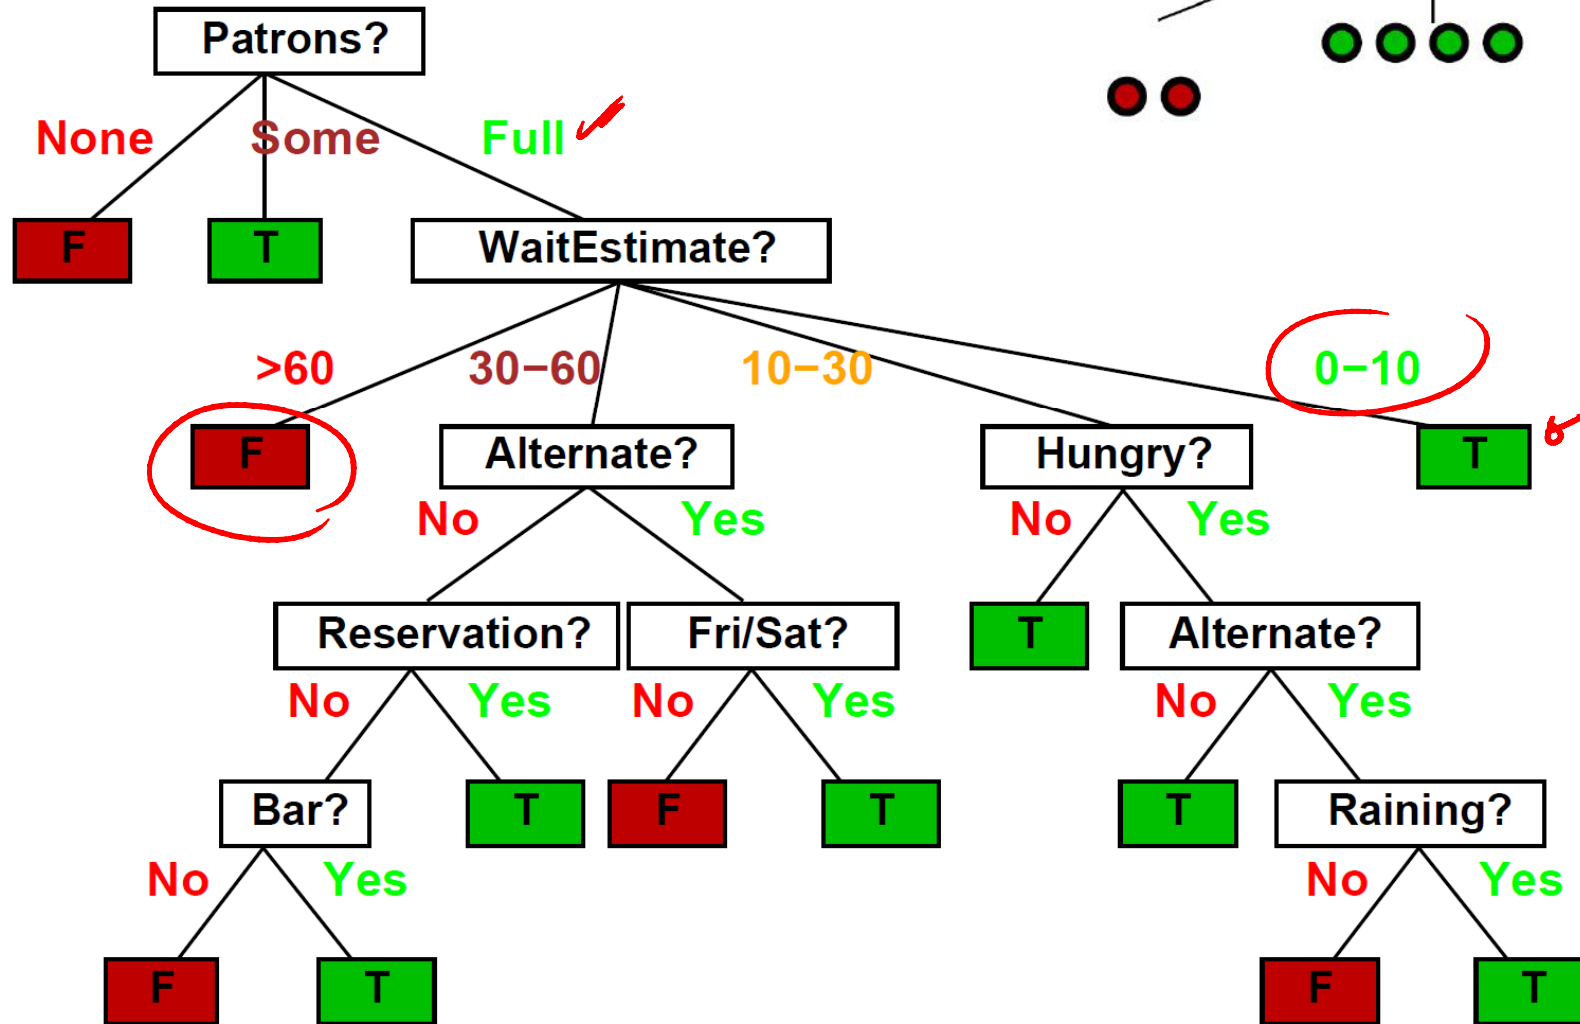 Patrons?
None Some Full
F T WaitEstimate?
>60 30−60 10−30 0−10
F Alternate? Hungry? T
No Yes No Yes
Reservation? Fri/Sat? T Alternate?
No Yes No Yes No Yes
Bar? T F T T Raining?
No Yes No Yes
F T F T